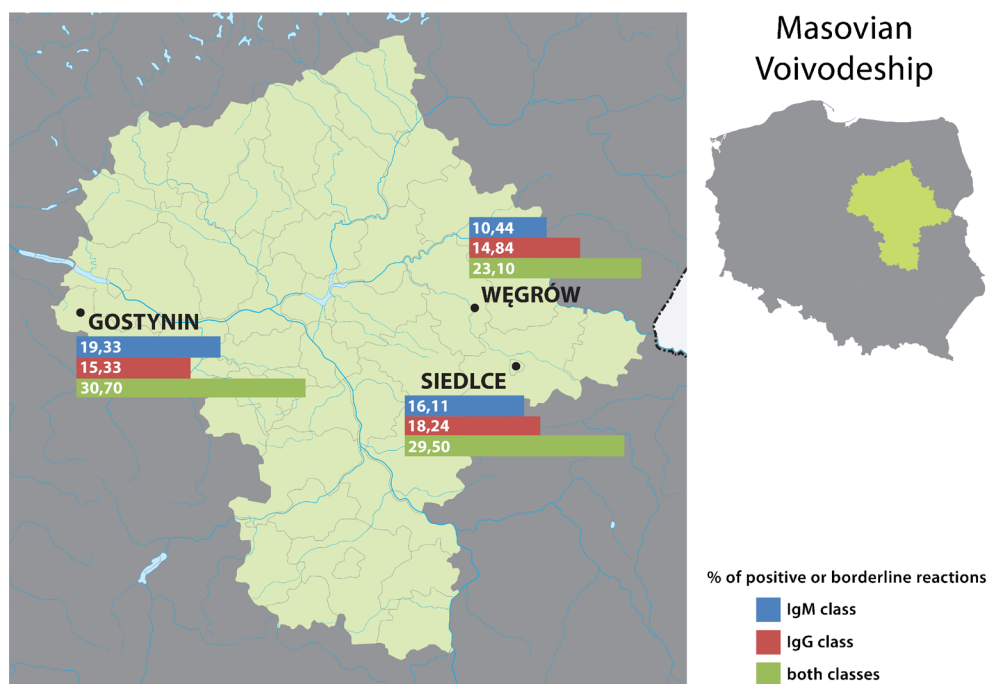 Masovian
Voivodeship
10,44
14,84
23,10
WĘGRÓW
GOSTYNIN
19,33
15,33
30,70
SIEDLCE
16,11
18,24
29,50
% of positive or borderline reactions
IgM class
IgG class
both classes